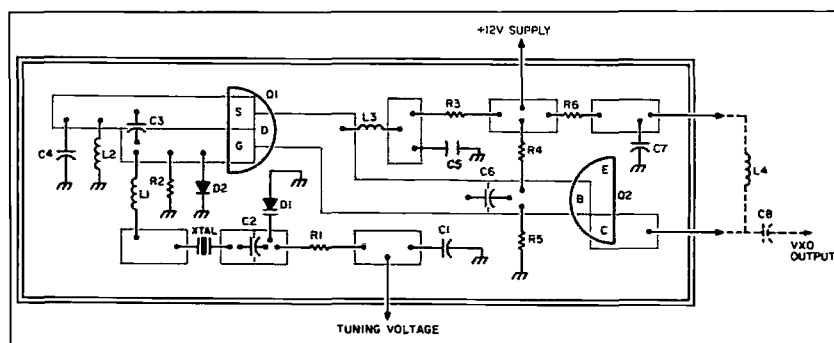 +12V SUPPLY
Q1
S
D
G
C3
C4
L2
L1
R2
D2
D1
L3
R3
R6
R4
C5
C7
C6
E
B
C
Q2
R5
L4
C8
VXO
OUTPUT
XTAL
C2
R1
C1
TUNING VOLTAGE